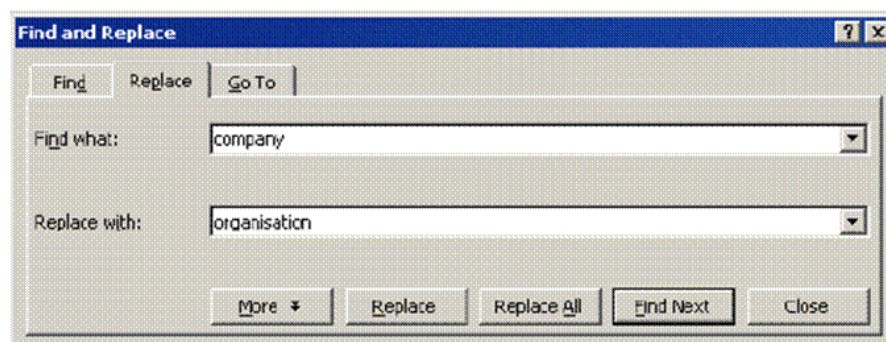 Find and Replace
Find Replace Go To
Find what: company
Replace with: organisation
More Replace Replace All Find Next Close